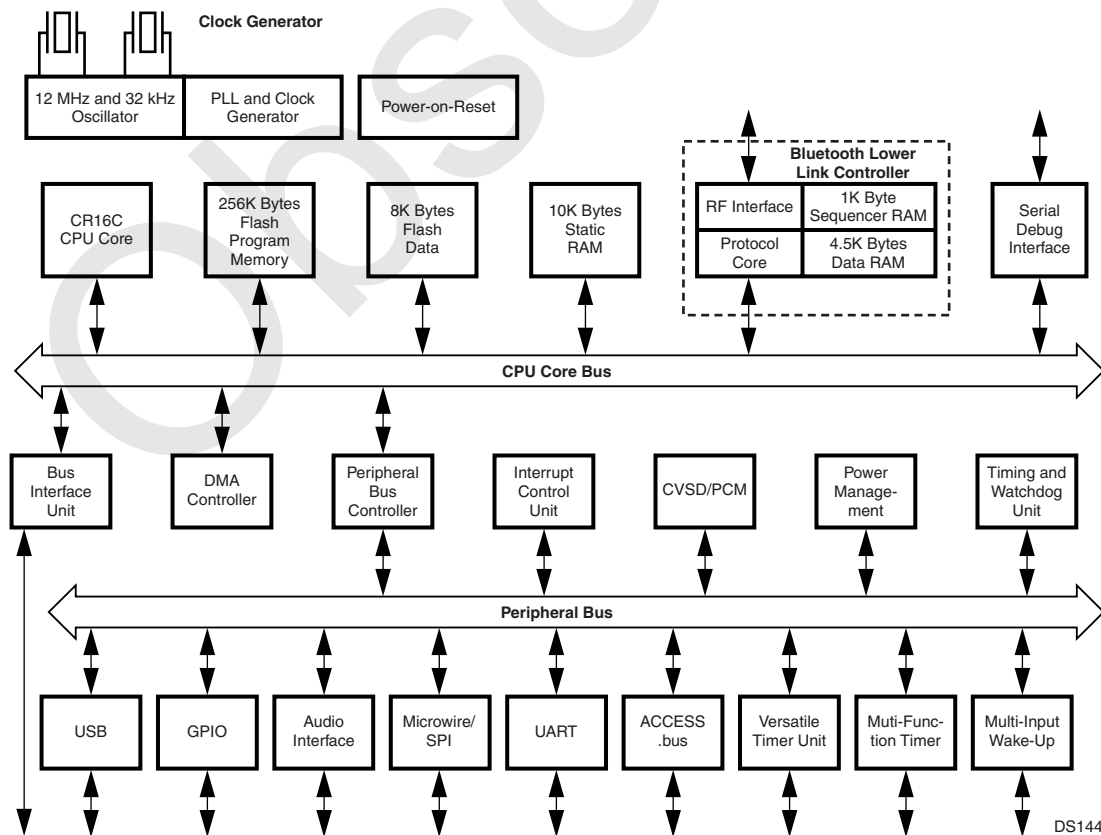 Clock Generator
12 MHz and 32 kHz
Oscillator
PLL and Clock
Generator
Power-on-Reset
Bluetooth Lower
Link Controller
CR16C
CPU Core
256K Bytes
Flash
Program
Memory
8K Bytes
Flash
Data
10K Bytes
Static
RAM
RF Interface
1K Byte
Sequencer RAM
Protocol
Core
4.5K Bytes
Data RAM
Serial
Debug
Interface
CPU Core Bus
Bus
Interface
Unit
DMA
Controller
Peripheral
Bus
Controller
Interrupt
Control
Unit
CVSD/PCM
Power
Manage-
ment
Timing and
Watchdog
Unit
Peripheral Bus
USB
GPIO
Audio
Interface
Microwire/
SPI
UART
ACCESS
.bus
Versatile
Timer Unit
Muti-Func-
tion Timer
Multi-Input
Wake-Up
DS144
Obs